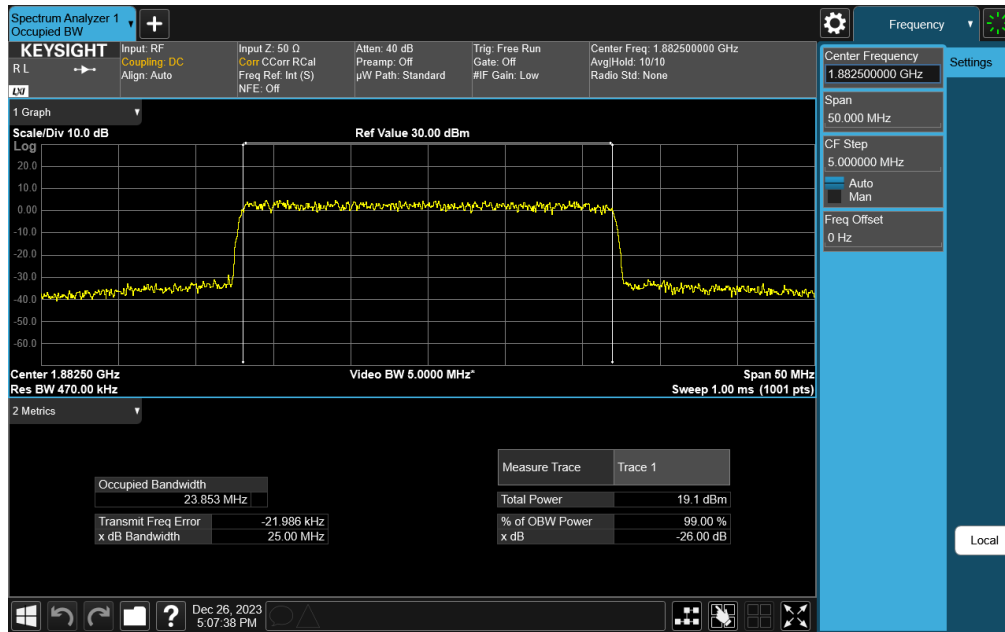 Spectrum Analyzer 1
Occupied BW
Frequency
KEYSIGHT
R L
LXI
Input: RF
Coupling: DC
Align: Auto
Input Z: 50 Ω
Corr CCorr RCal
Freq Ref: Int (S)
NFE: Off
Atten: 40 dB
Preamp: Off
µW Path: Standard
Trig: Free Run
Gate: Off
#IF Gain: Low
Center Freq: 1.882500000 GHz
Avg|Hold: 10/10
Radio Std: None
Center Frequency
1.882500000 GHz
Settings
Span
50.000 MHz
CF Step
5.000000 MHz
Auto
Man
Freq Offset
0 Hz
1 Graph
Scale/Div 10.0 dB
Ref Value 30.00 dBm
Log
20.0
10.0
0.00
-10.0
-20.0
-30.0
-40.0
-50.0
-60.0
Center 1.88250 GHz
Video BW 5.0000 MHz*
Span 50 MHz
Res BW 470.00 kHz
Sweep 1.00 ms (1001 pts)
2 Metrics
Measure Trace Trace 1
Occupied Bandwidth
23.853 MHz
Total Power 19.1 dBm
Transmit Freq Error -21.986 kHz
% of OBW Power 99.00 %
x dB Bandwidth 25.00 MHz
x dB -26.00 dB
Local
?
Dec 26, 2023
5:07:38 PM